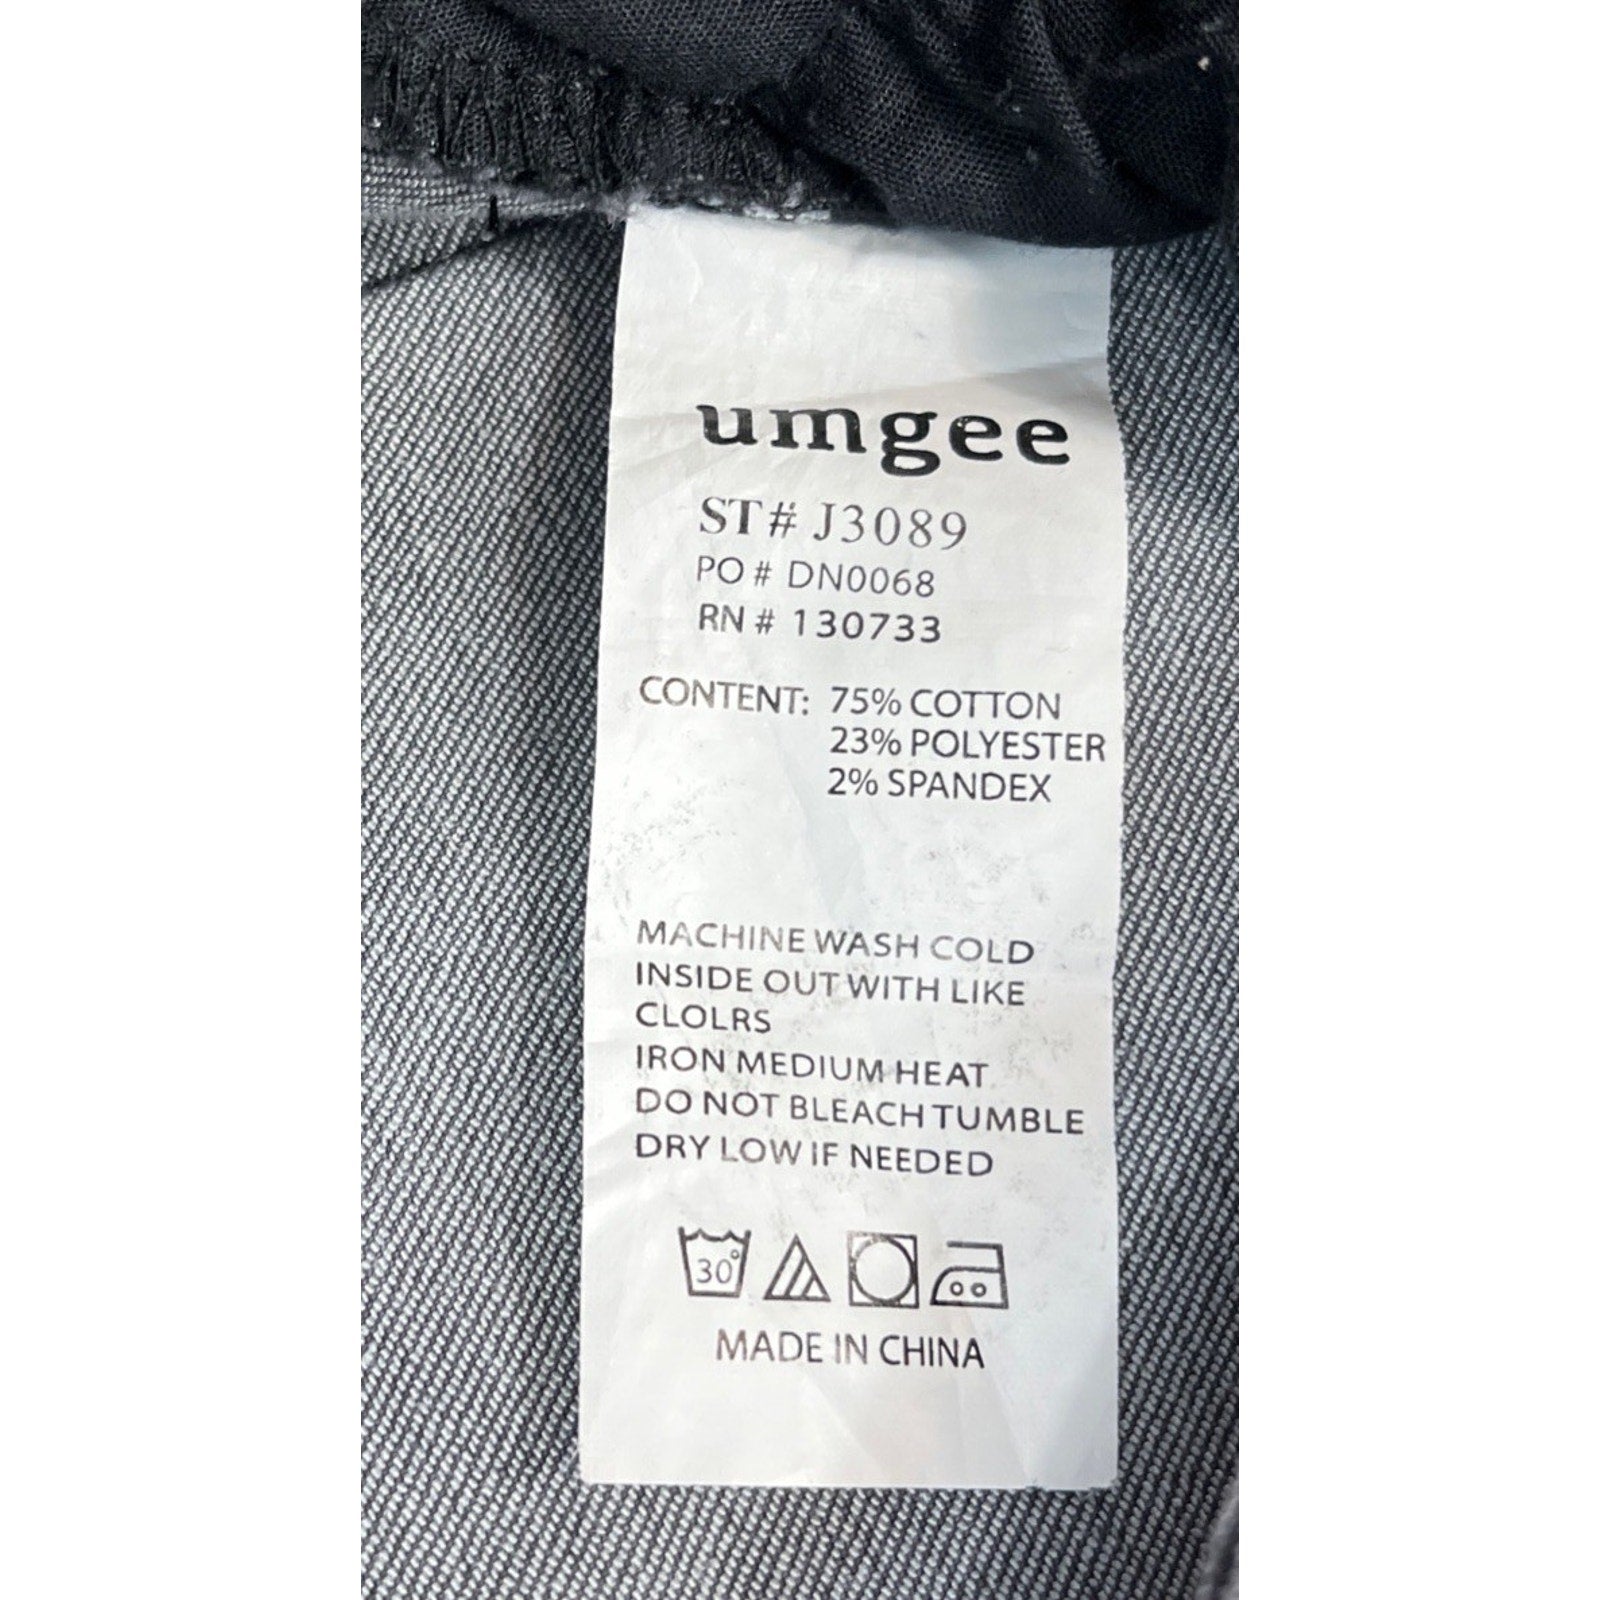 umgee
ST# J3089
PO # DN0068
RN # 130733
CONTENT: 75% COTTON
23% POLYESTER
2% SPANDEX
MACHINE WASH COLD
INSIDE OUT WITH LIKE
CLOLRS
IRON MEDIUM HEAT
DO NOT BLEACH TUMBLE
DRY LOW IF NEEDED
30°
MADE IN CHINA